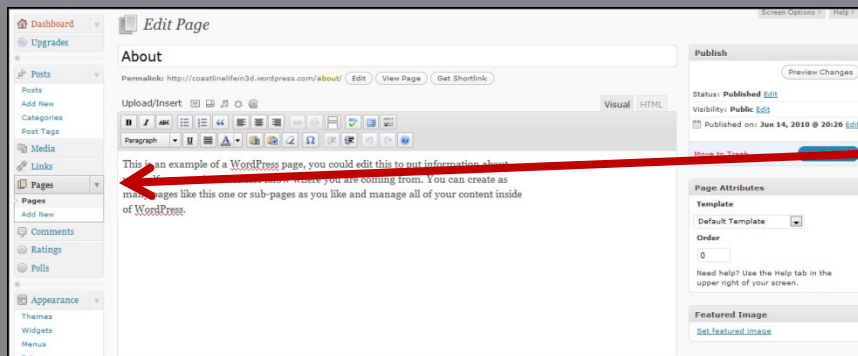 Screen Options
Help
Dashboard
Upgrades
Posts
Posts
Add New
Categories
Post Tags
Media
Links
Pages
Pages
Add New
Comments
Ratings
Polls
Appearance
Themes
Widgets
Menus
Edit Page
About
Permalink: http://coastlinelifein3d.wordpress.com/about/ Edit View Page Get Shortlink
Upload/Insert
Visual HTML
B I ABC
Paragraph U A Ω
This is an example of a WordPress page, you could edit this to put information about
where you are coming from. You can create as
many pages like this one or sub-pages as you like and manage all of your content inside
of WordPress.
Publish
Preview Changes
Status: Published Edit
Visibility: Public Edit
Published on: Jun 14, 2010 @ 20:26 Edit
Move to Trash
Page Attributes
Template
Default Template
Order
0
Need help? Use the Help tab in the
upper right of your screen.
Featured Image
Set featured image